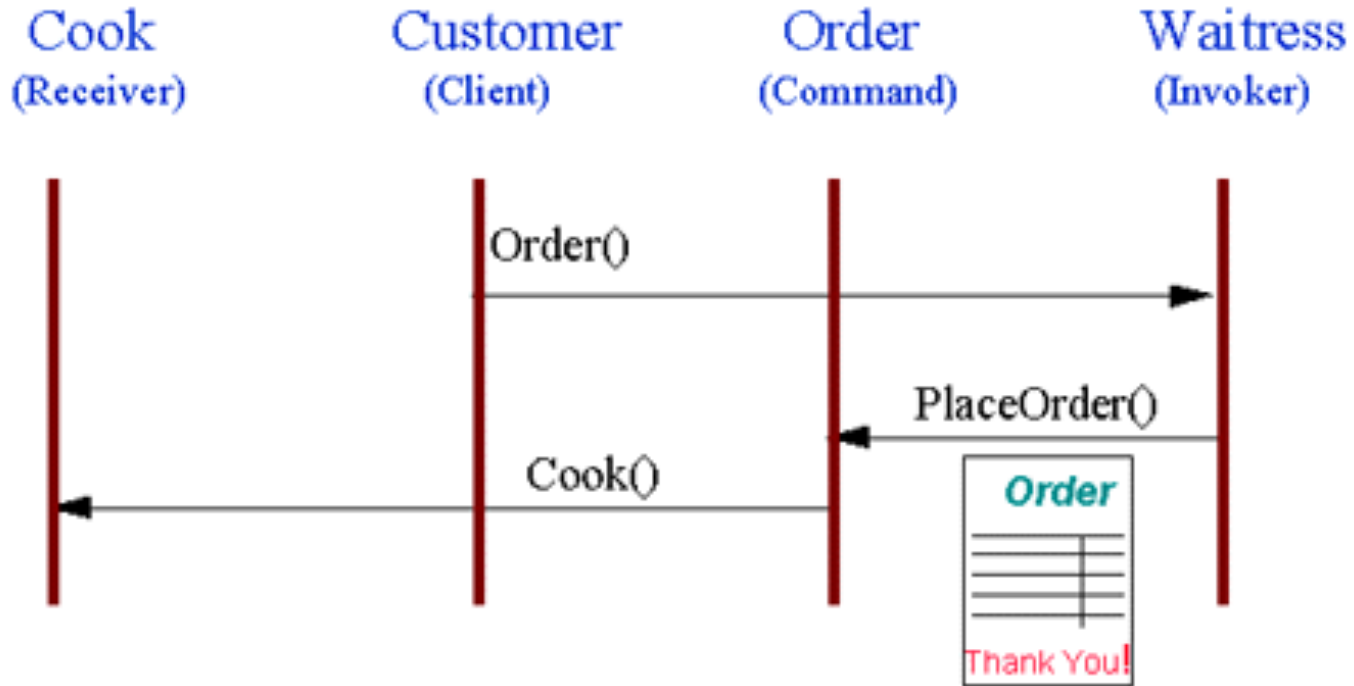 Cook Customer Order Waitress
(Receiver) (Client) (Command) (Invoker)
Order()
PlaceOrder()
Cook()
Order
Thank You!